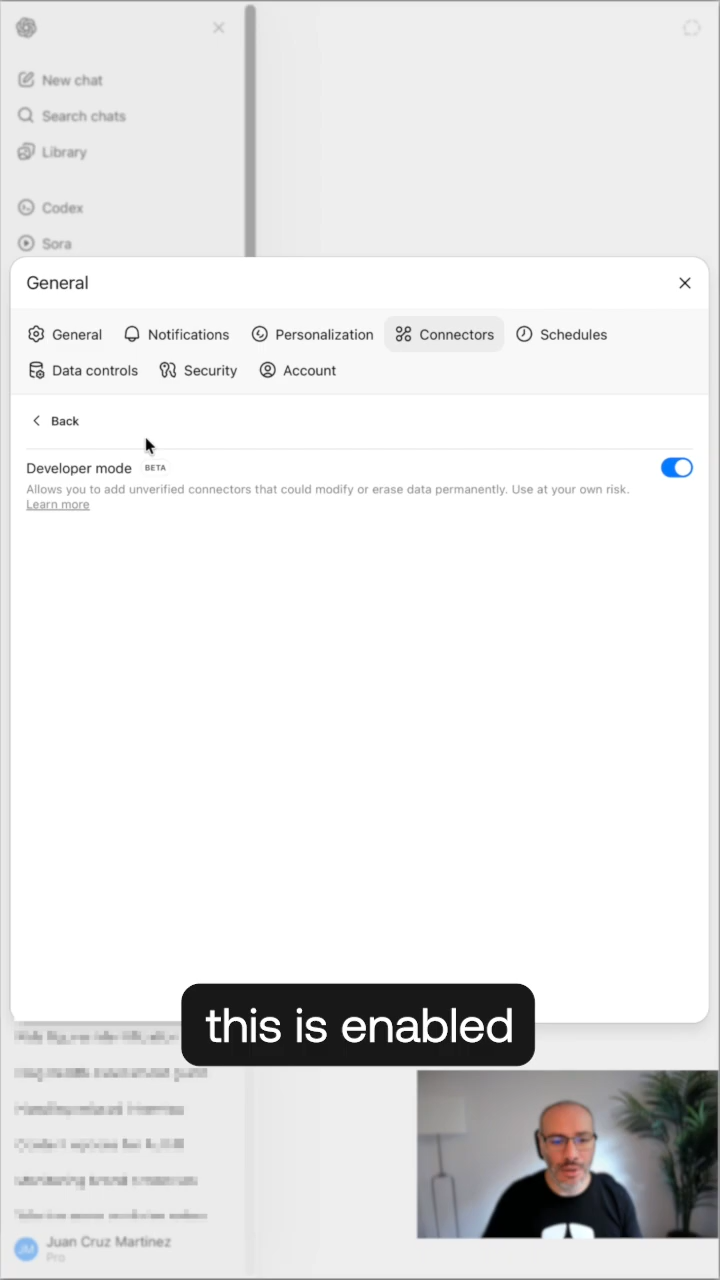 New chat
Search chats
Library
Codex
Sora
General
General Notifications Personalization Connectors Schedules
Data controls Security Account
Back
Developer mode BETA
Allows you to add unverified connectors that could modify or erase data permanently. Use at your own risk.
Learn more
this is enabled
JM Juan Cruz Martinez
Pro